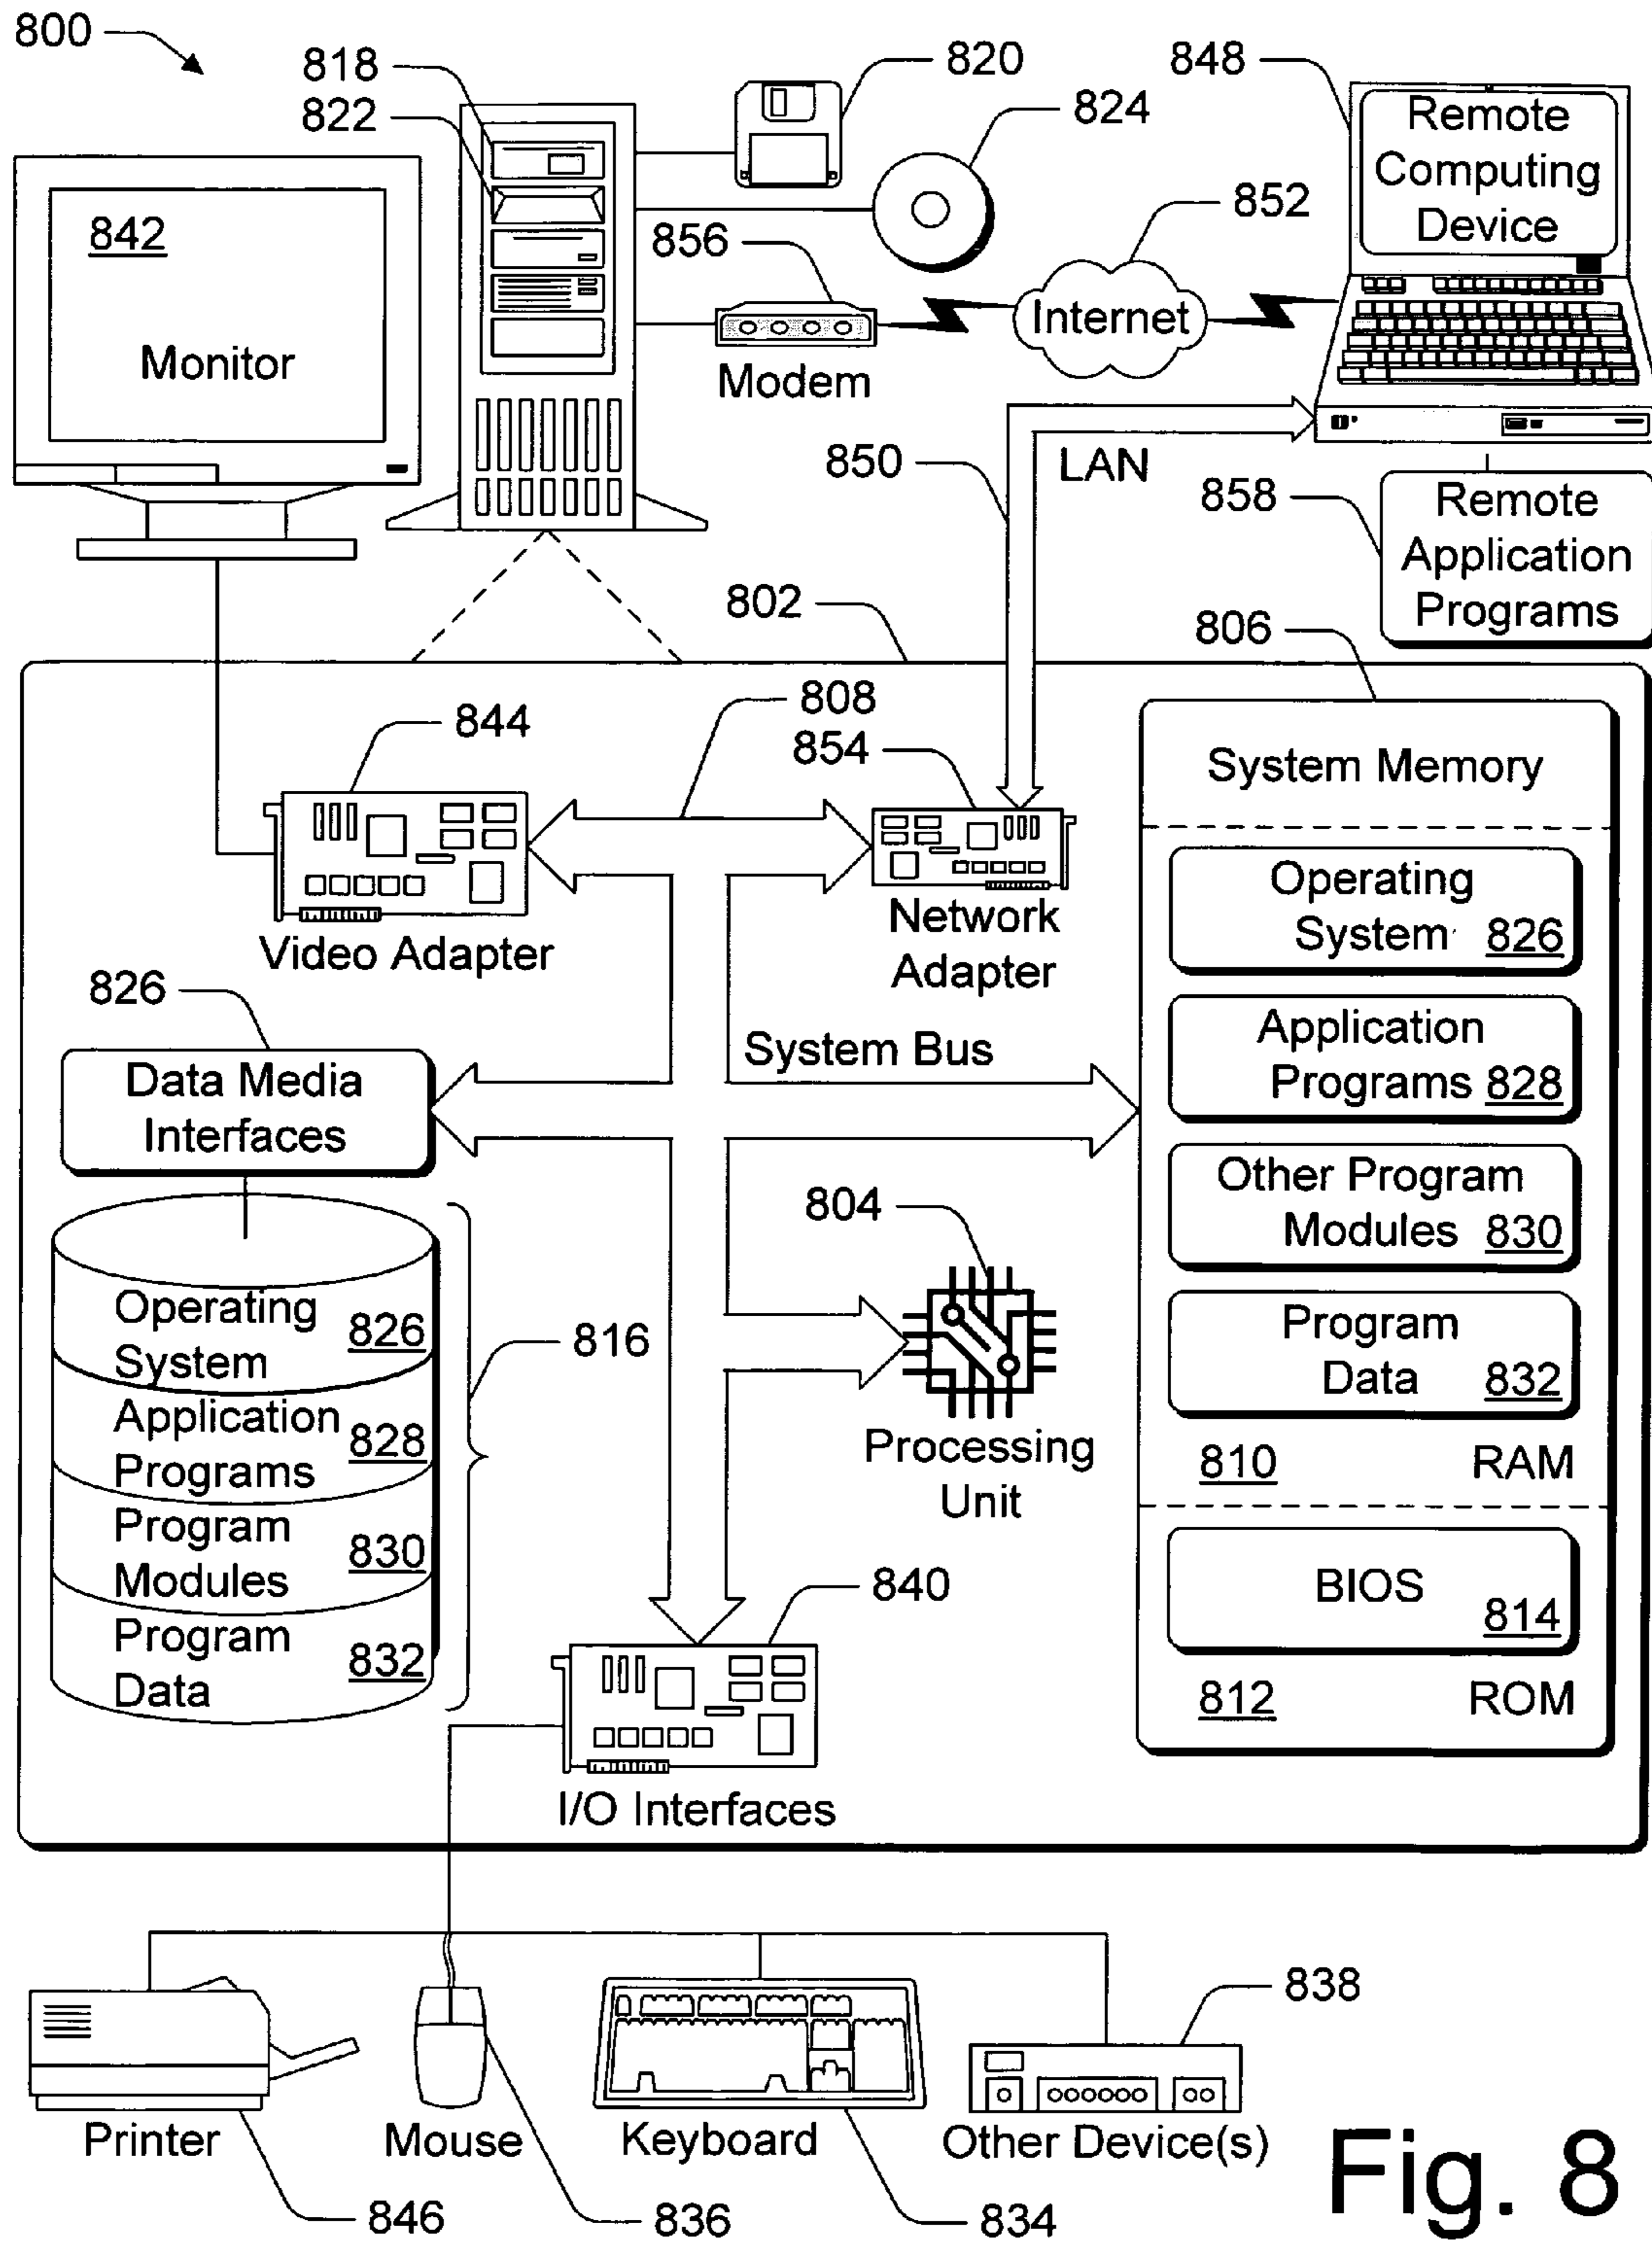 800
818
822
820
824
848
Remote
Computing
Device
842
Monitor
856
Modem
852
Internet
850
LAN
858
Remote
Application
Programs
802
806
844
808
854
System Memory
Video Adapter
Network
Adapter
Operating
System 826
826
Data Media
Interfaces
System Bus
Application
Programs 828
Other Program
Modules 830
804
Processing
Unit
Program
Data 832
810 RAM
Operating
System 826
Application
Programs 828
Program
Modules 830
Program
Data 832
816
840
I/O Interfaces
BIOS
814
812 ROM
Printer
846
Mouse
836
Keyboard
834
838
Other Device(s)
Fig. 8